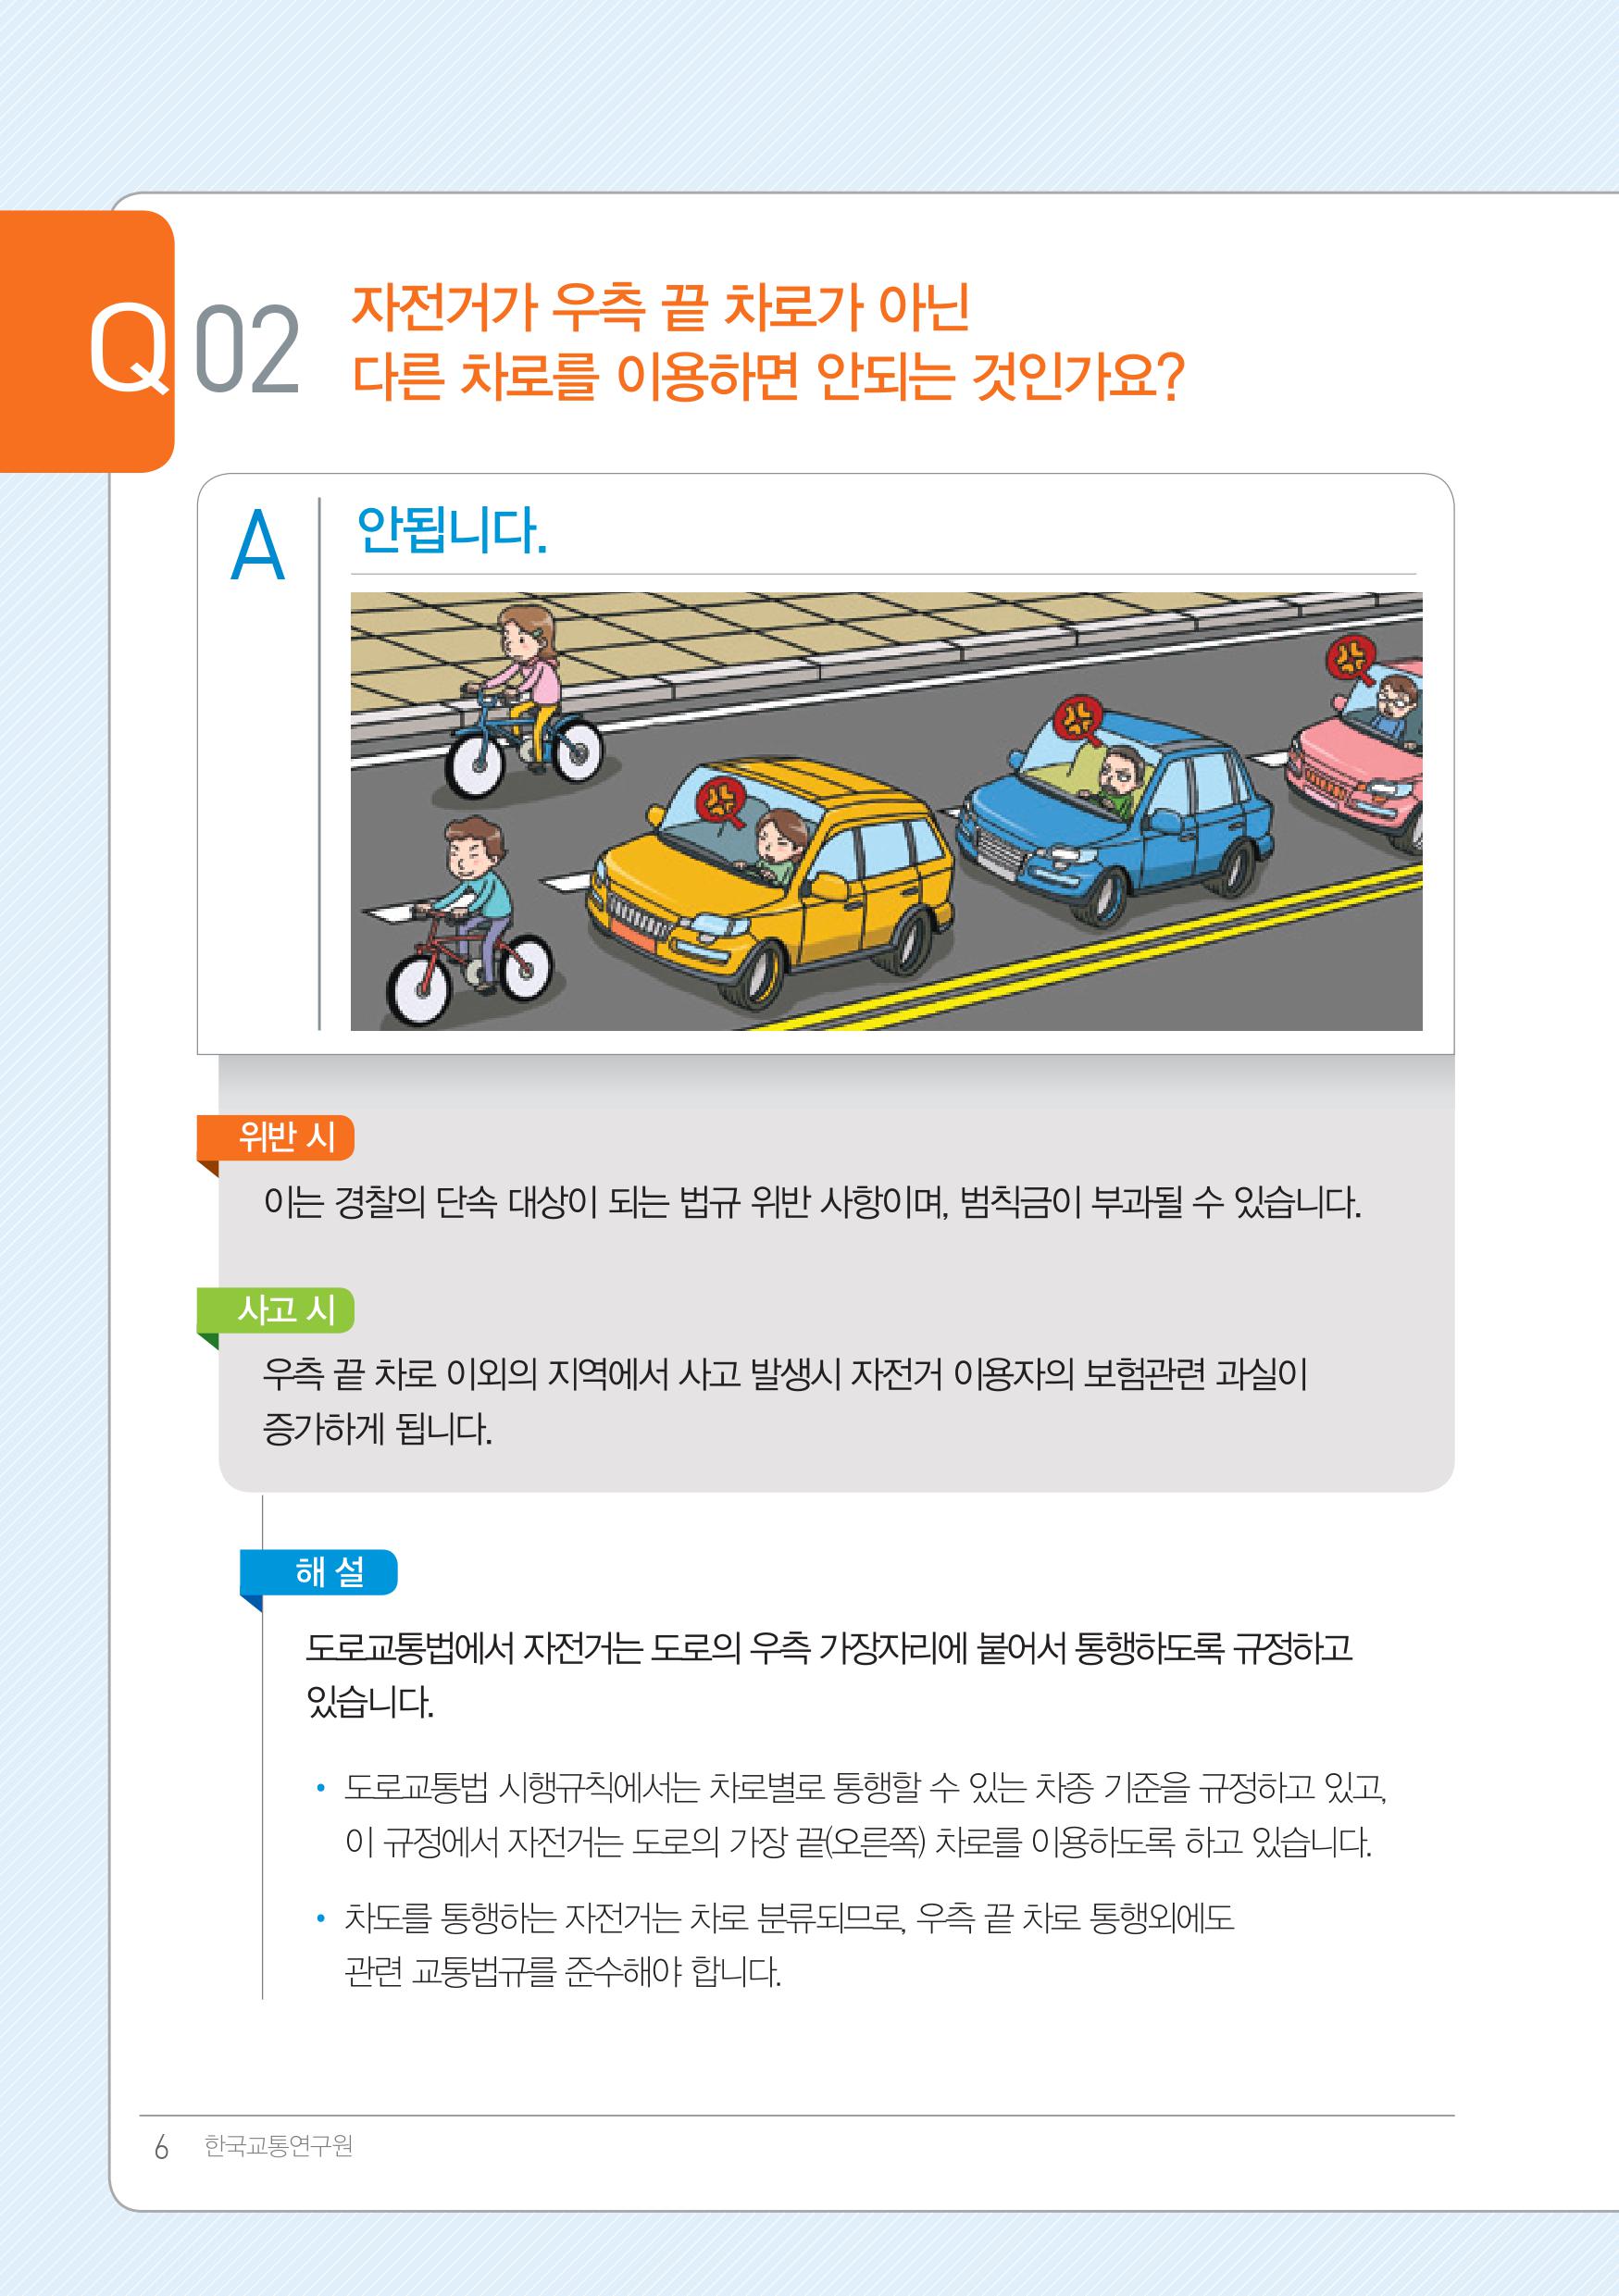 Q 02
자전거가 우측 끝 차로가 아닌
다른 차로를 이용하면 안되는 것인가요?
A
안됩니다.
위반 시
이는 경찰의 단속 대상이 되는 법규 위반 사항이며, 범칙금이 부과될 수 있습니다.
사고 시
우측 끝 차로 이외의 지역에서 사고 발생시 자전거 이용자의 보험관련 과실이
증가하게 됩니다.
해 설
도로교통법에서 자전거는 도로의 우측 가장자리에 붙어서 통행하도록 규정하고
있습니다.
• 도로교통법 시행규칙에서는 차로별로 통행할 수 있는 차종 기준을 규정하고 있고,
이 규정에서 자전거는 도로의 가장 끝(오른쪽) 차로를 이용하도록 하고 있습니다.
• 차도를 통행하는 자전거는 차로 분류되므로, 우측 끝 차로 통행외에도
관련 교통법규를 준수해야 합니다.
6 한국교통연구원